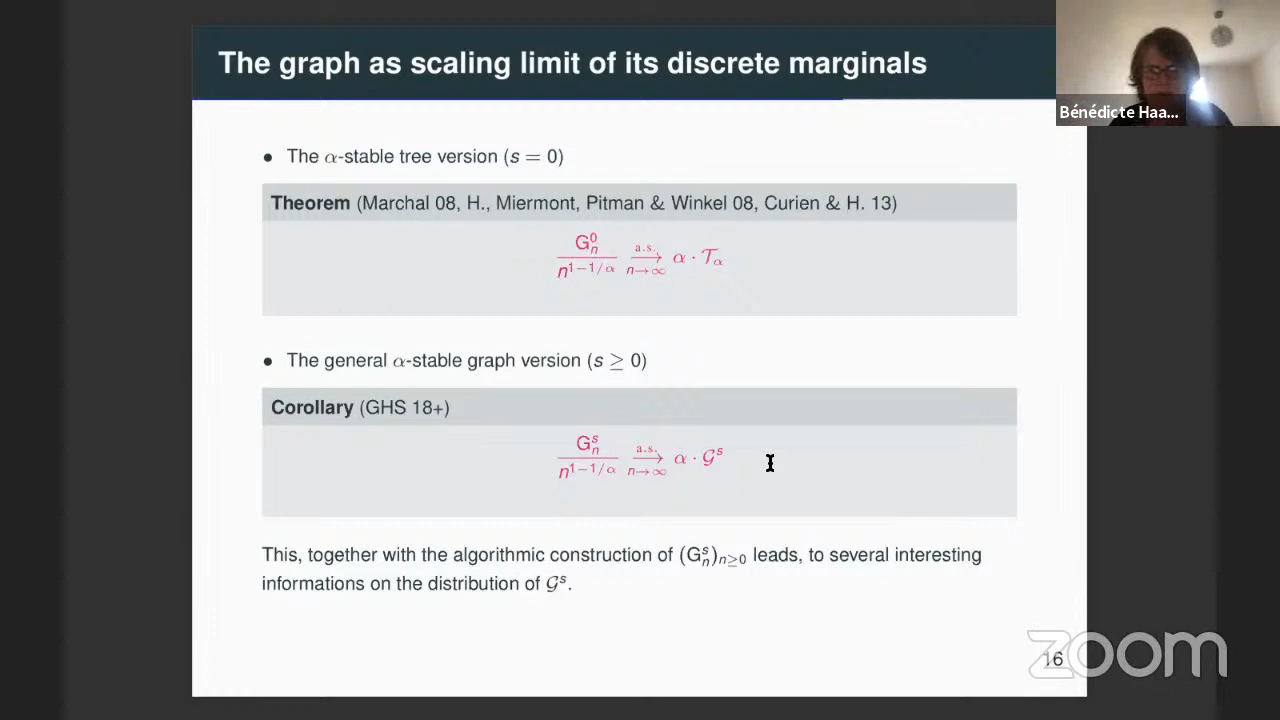 The graph as scaling limit of its discrete marginals
Bénédicte Haa...
• The α-stable tree version (s = 0)
Theorem (Marchal 08, H., Miermont, Pitman & Winkel 08, Curien & H. 13)
G_n^0 / n^{1−1/α} →^{a.s.}_{n→∞} α · 𝒯_α
• The general α-stable graph version (s ≥ 0)
Corollary (GHS 18+)
G_n^s / n^{1−1/α} →^{a.s.}_{n→∞} α · 𝒢^s
This, together with the algorithmic construction of (G_n^s)_{n≥0} leads, to several interesting
informations on the distribution of 𝒢^s.
zoom
16